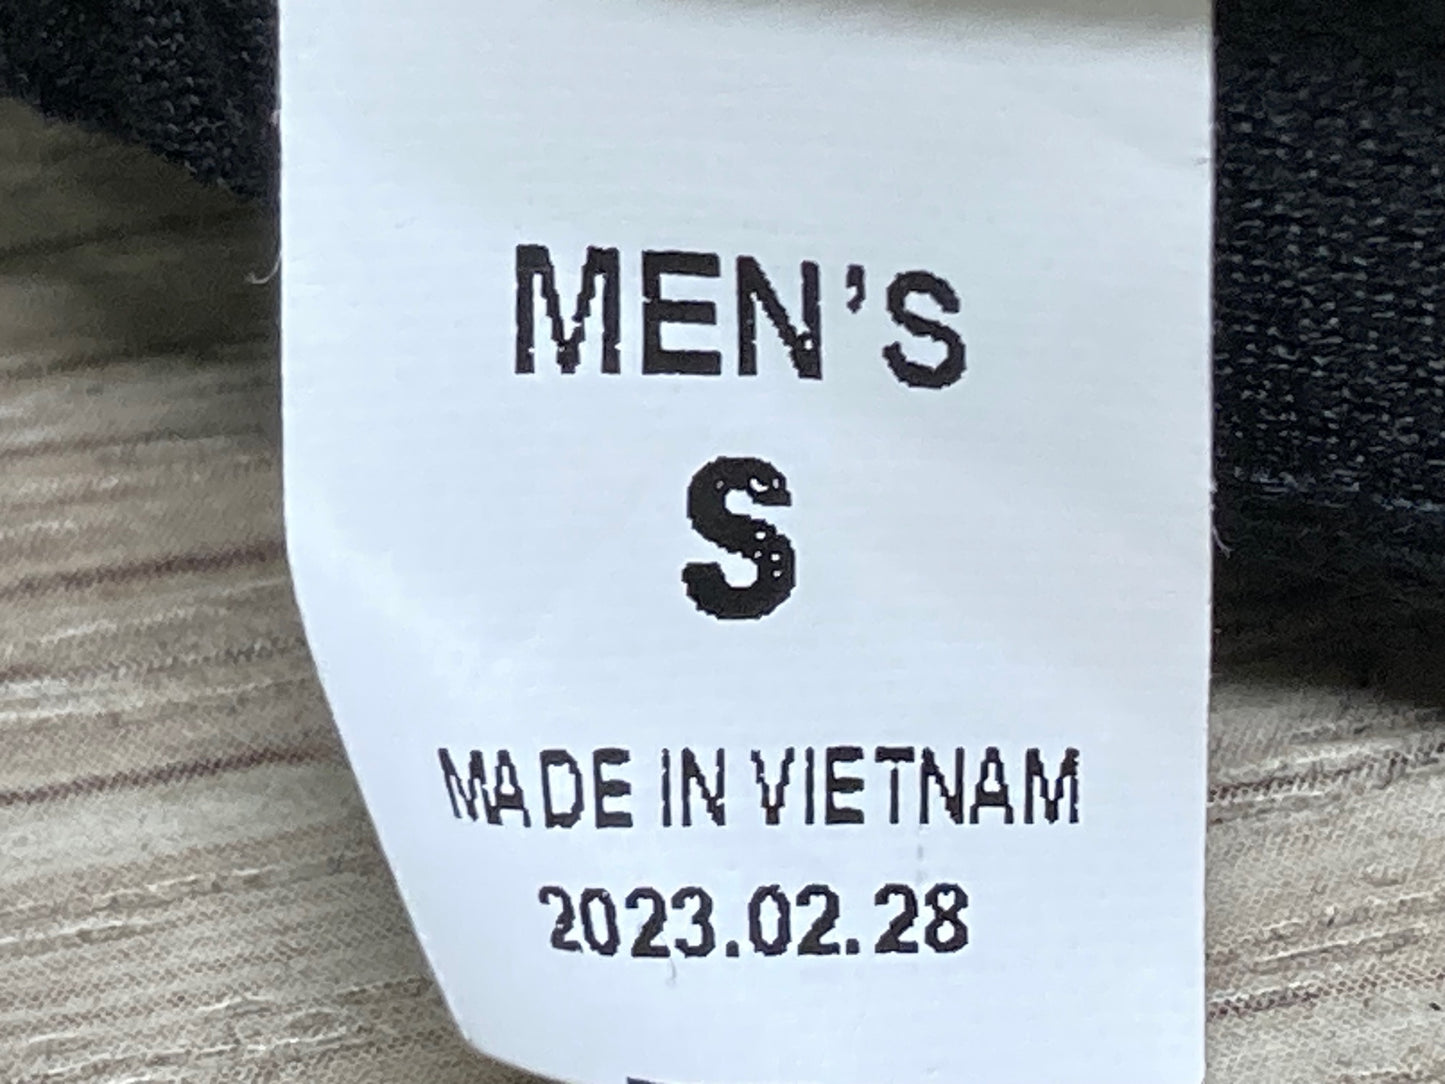 MEN'S
S
MADE IN VIETNAM
2023.02.28